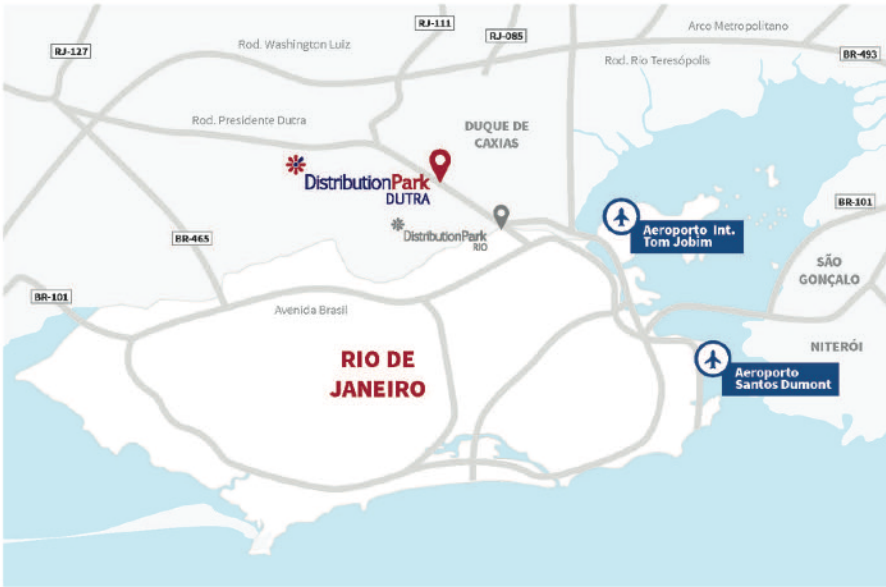 RJ-111
Arco Metropolitano
RJ-127
Rod. Washington Luiz
RJ-085
BR-493
Rod. Rio Teresópolis
Rod. Presidente Dutra
DUQUE DE
CAXIAS
DistributionPark
DUTRA
BR-101
Aeroporto Int.
Tom Jobim
DistributionPark
RIO
BR-465
SÃO
GONÇALO
BR-101
Avenida Brasil
NITERÓI
RIO DE
JANEIRO
Aeroporto
Santos Dumont